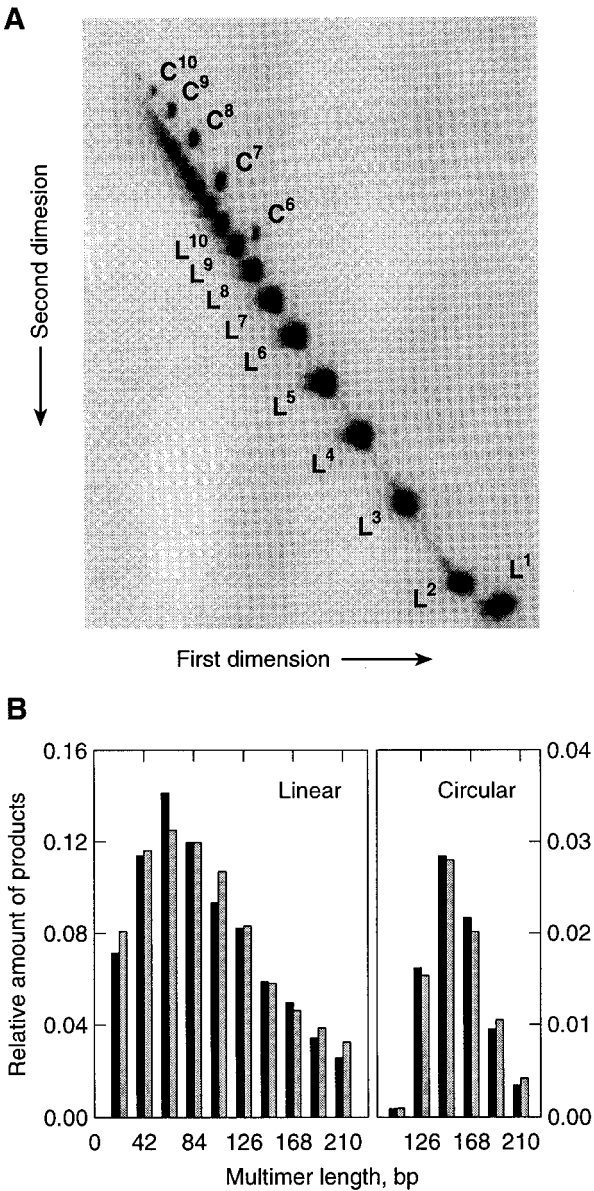 A
C10
C9
C8
C7
C6
L10
L9
L8
L7
L6
L5
L4
L3
L2
L1
Second dimesion
First dimension
B
0.16
0.12
0.08
0.04
0.00
Relative amount of products
Linear
Circular
0.04
0.03
0.02
0.01
0.00
0 42 84 126 168 210 126 168 210
Multimer length, bp